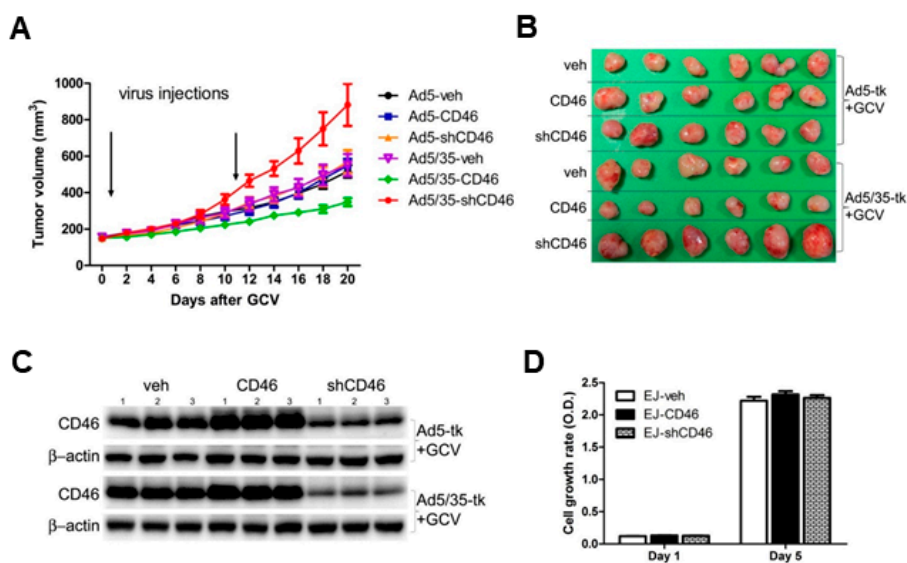 A
Tumor volume (mm³)
1000
800
600
400
200
0
virus injections
0 2 4 6 8 10 12 14 16 18 20
Days after GCV
Ad5-veh
Ad5-CD46
Ad5-shCD46
Ad5/35-veh
Ad5/35-CD46
Ad5/35-shCD46
B
veh
CD46
shCD46
Ad5-tk
+GCV
veh
CD46
shCD46
Ad5/35-tk
+GCV
C
veh CD46 shCD46
1 2 3 1 2 3 1 2 3
CD46
β–actin
Ad5-tk
+GCV
CD46
β–actin
Ad5/35-tk
+GCV
D
Cell growth rate (O.D.)
2.5
2.0
1.5
1.0
0.5
0.0
EJ-veh
EJ-CD46
EJ-shCD46
Day 1 Day 5